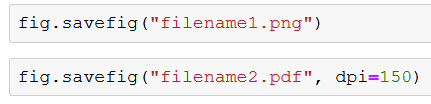 fig.savefig("filename1.png")
fig.savefig("filename2.pdf", dpi=150)